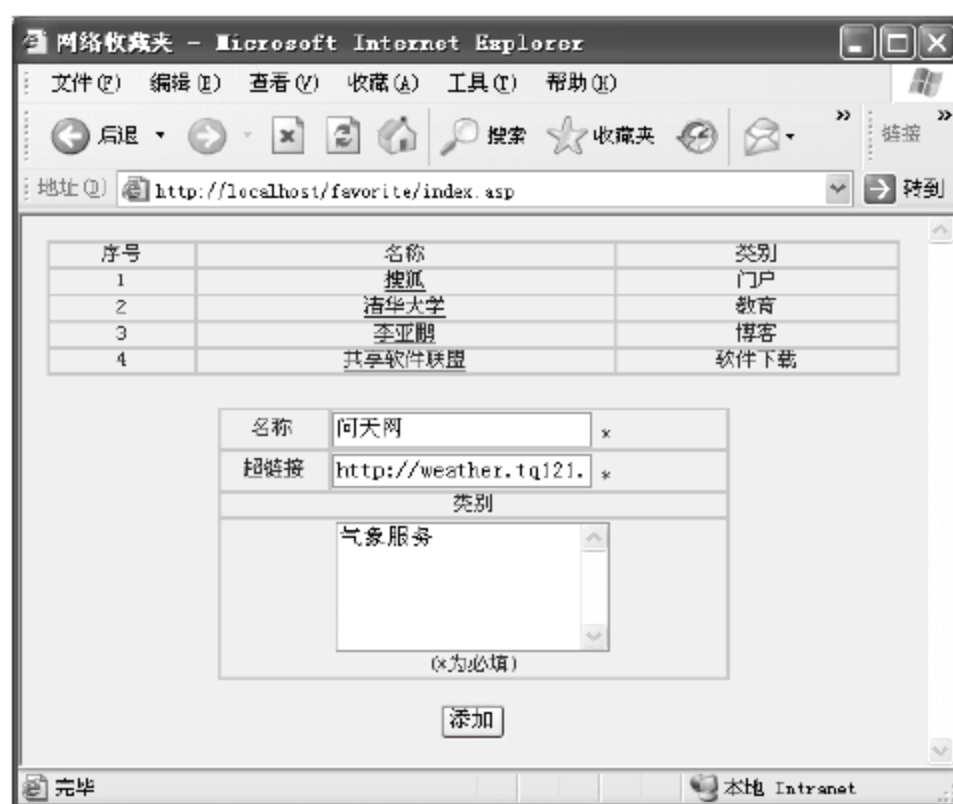 网络收藏夹 - Microsoft Internet Explorer
文件(F) 编辑(E) 查看(V) 收藏(A) 工具(T) 帮助(H)
后退 搜索 收藏夹 » 链接 »
地址(D) http://localhost/favorite/index.asp 转到
序号 名称 类别
1 搜狐 门户
2 清华大学 教育
3 李亚鹏 博客
4 共享软件联盟 软件下载
名称 问天网 *
超链接 http://weather.tq121. *
类别
气象服务
(*为必填)
添加
完毕 本地 Intranet